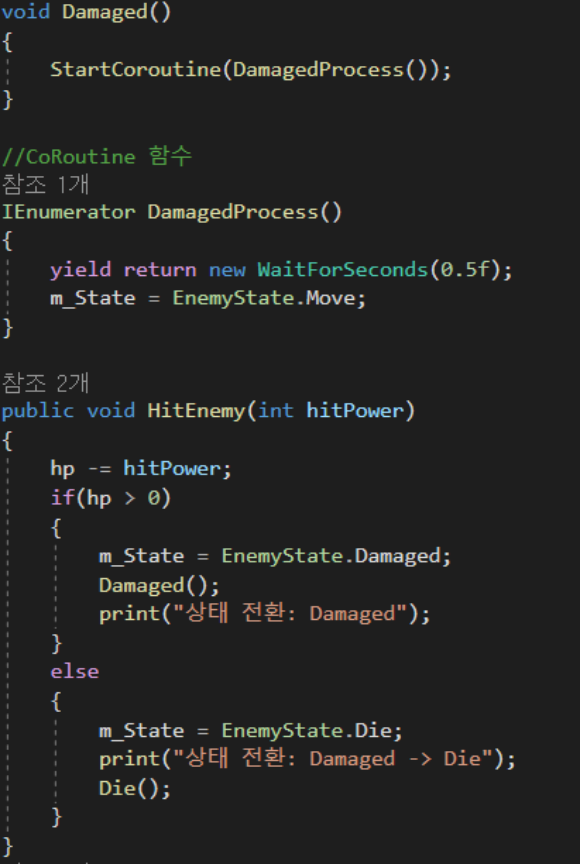 void Damaged()
{
    StartCoroutine(DamagedProcess());
}
//CoRoutine 함수
참조 1개
IEnumerator DamagedProcess()
{
    yield return new WaitForSeconds(0.5f);
    m_State = EnemyState.Move;
}
참조 2개
public void HitEnemy(int hitPower)
{
    hp -= hitPower;
    if(hp > 0)
    {
        m_State = EnemyState.Damaged;
        Damaged();
        print("상태 전환: Damaged");
    }
    else
    {
        m_State = EnemyState.Die;
        print("상태 전환: Damaged -> Die");
        Die();
    }
}